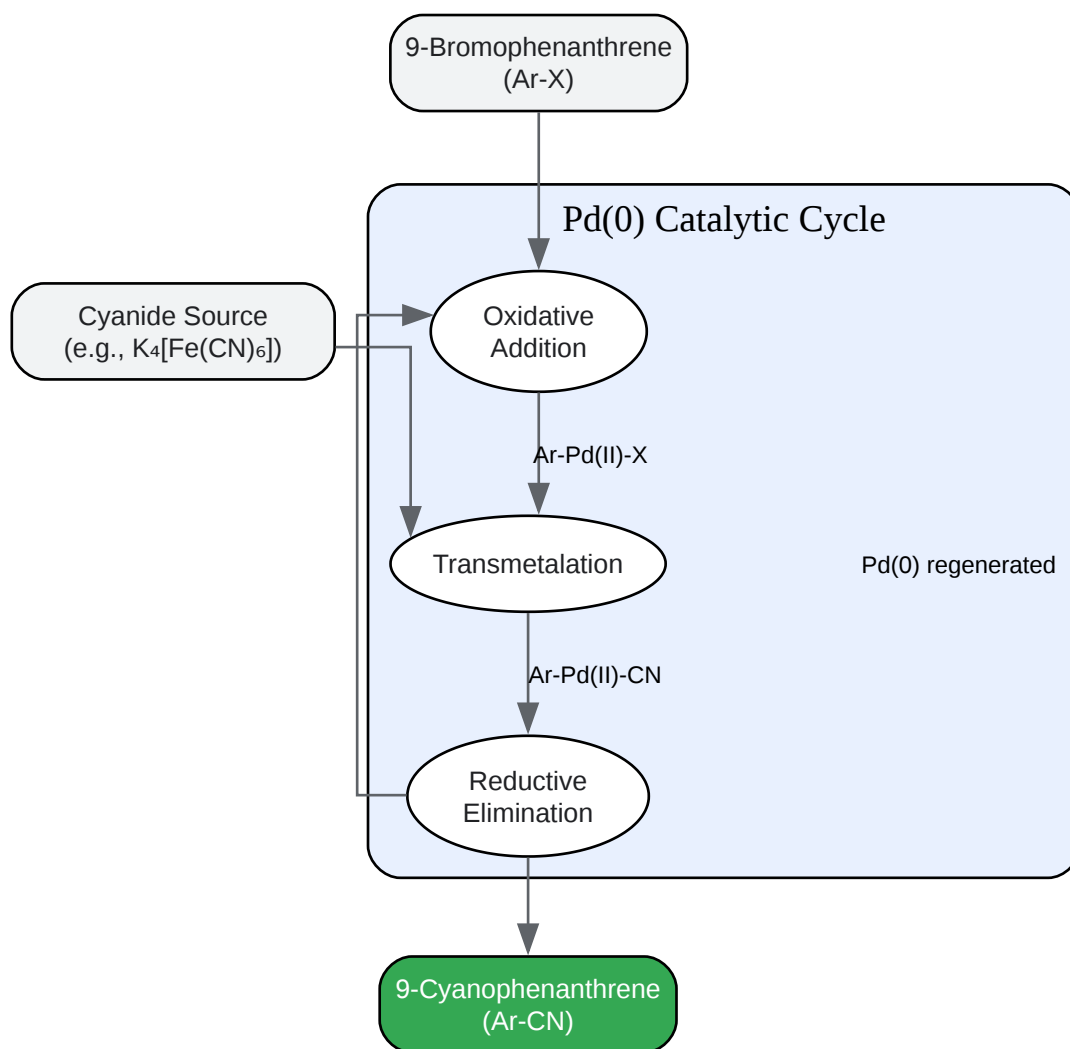 9-Bromophenanthrene
(Ar-X)
Pd(0) Catalytic Cycle
Cyanide Source
(e.g., K₄[Fe(CN)₆])
Oxidative
Addition
Ar-Pd(II)-X
Transmetalation
Pd(0) regenerated
Ar-Pd(II)-CN
Reductive
Elimination
9-Cyanophenanthrene
(Ar-CN)